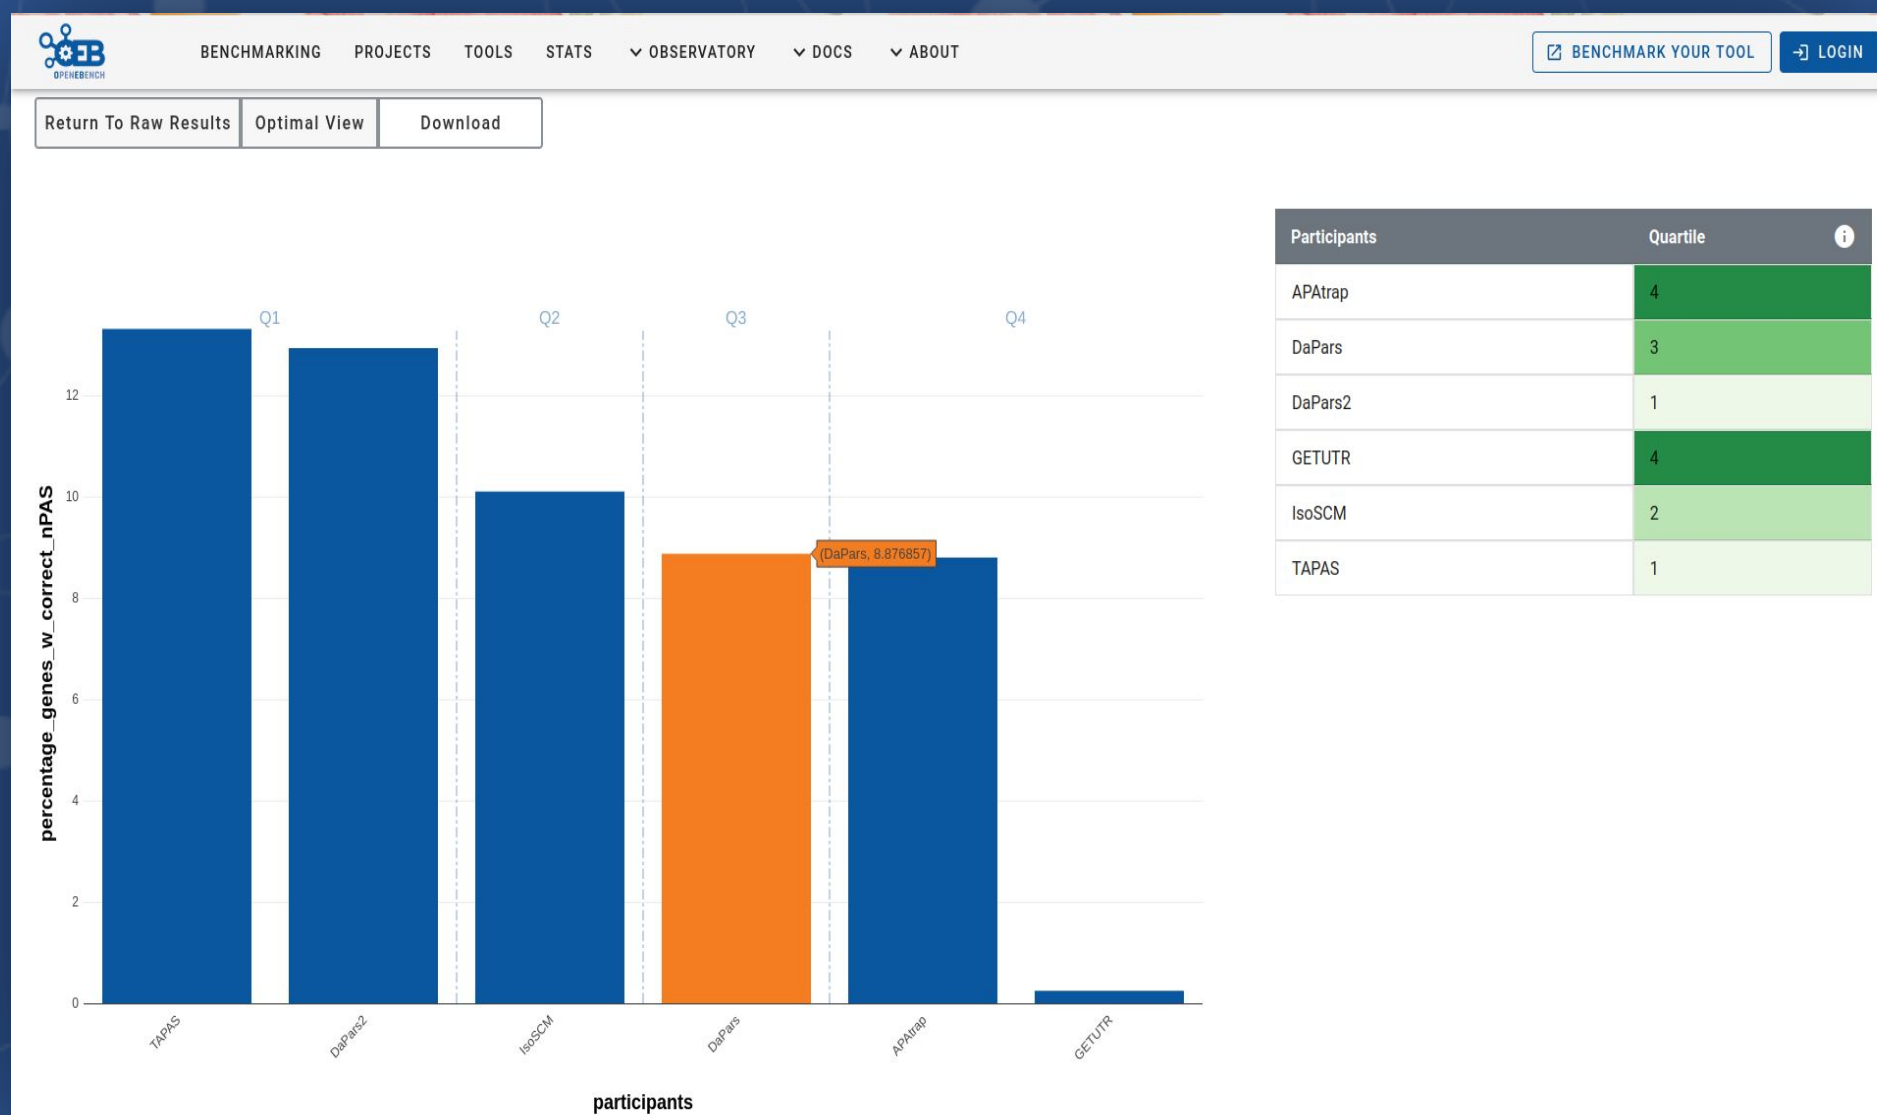 OEB
OPENEBENCH
BENCHMARKING PROJECTS TOOLS STATS OBSERVATORY DOCS ABOUT
BENCHMARK YOUR TOOL
LOGIN
Return To Raw Results
Optimal View
Download
Q1 Q2 Q3 Q4
12
10
8
6
4
2
0
percentage_genes_w_correct_nPAS
(DaPars, 8.876857)
TAPAS
DaPars2
IsoSCM
DaPars
APAtrap
GETUTR
participants
Participants Quartile i
APAtrap 4
DaPars 3
DaPars2 1
GETUTR 4
IsoSCM 2
TAPAS 1